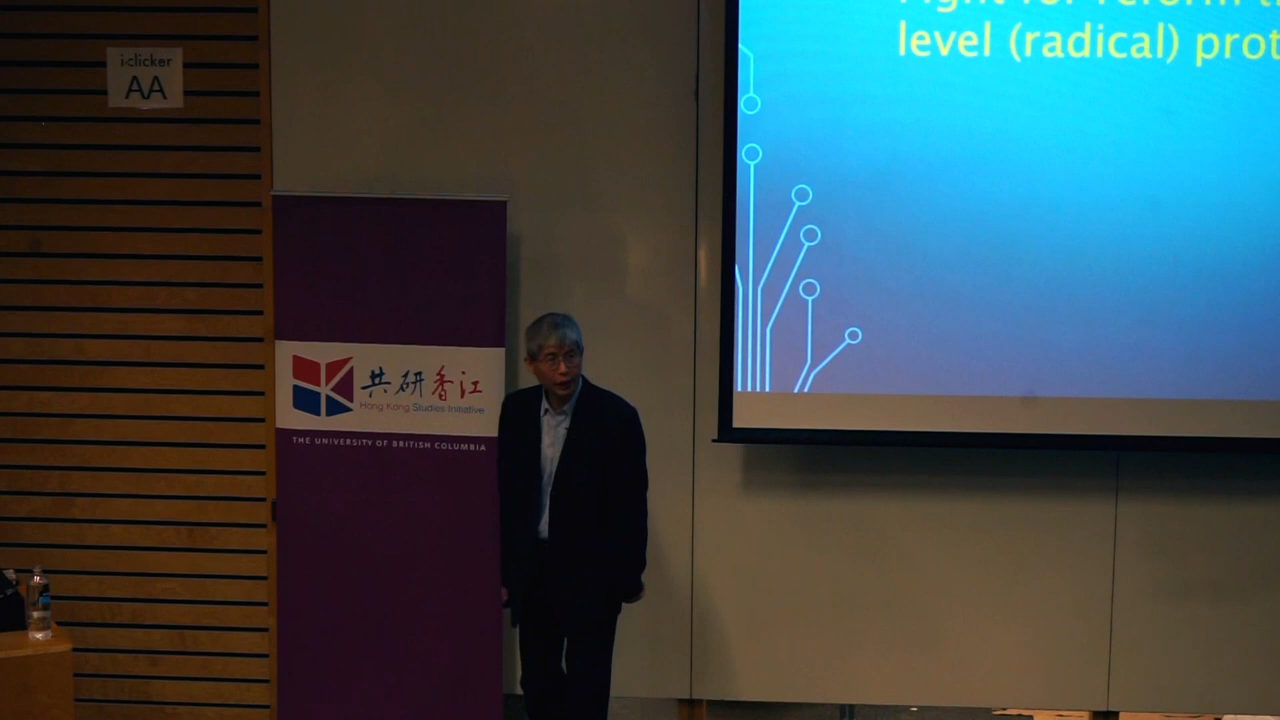 i·clicker
AA
共研香江
Hong Kong Studies Initiative
THE UNIVERSITY OF BRITISH COLUMBIA
level (radical) prot